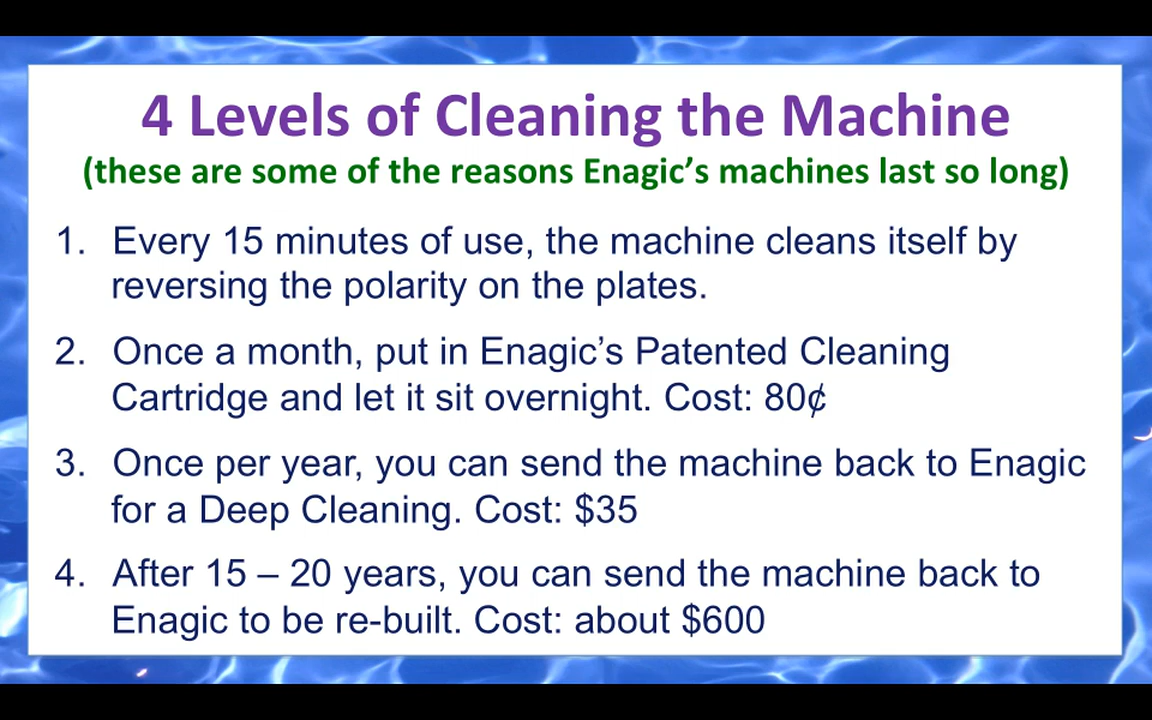 4 Levels of Cleaning the Machine
(these are some of the reasons Enagic’s machines last so long)
1. Every 15 minutes of use, the machine cleans itself by
reversing the polarity on the plates.
2. Once a month, put in Enagic’s Patented Cleaning
Cartridge and let it sit overnight. Cost: 80¢
3. Once per year, you can send the machine back to Enagic
for a Deep Cleaning. Cost: $35
4. After 15 – 20 years, you can send the machine back to
Enagic to be re-built. Cost: about $600